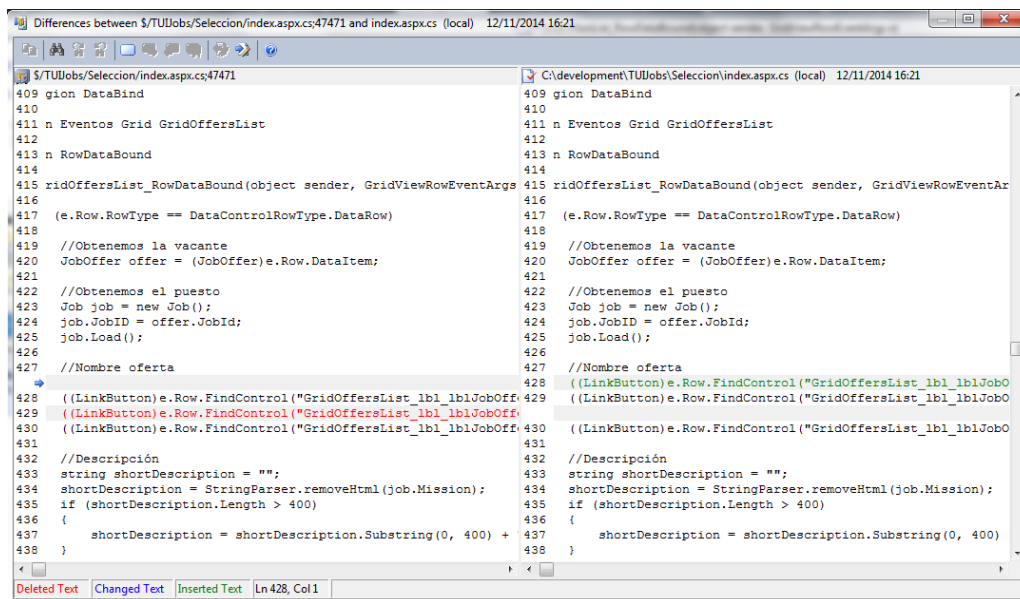 Differences between $/TUIJobs/Seleccion/index.aspx.cs;47471 and index.aspx.cs (local) 12/11/2014 16:21
$/TUIJobs/Seleccion/index.aspx.cs;47471
409 gion DataBind
410
411 n Eventos Grid GridOffersList
412
413 n RowDataBound
414
415 ridOffersList_RowDataBound(object sender, GridViewRowEventArgs
416
417 (e.Row.RowType == DataControlRowType.DataRow)
418
419 //Obtenemos la vacante
420 JobOffer offer = (JobOffer)e.Row.DataItem;
421
422 //Obtenemos el puesto
423 Job job = new Job();
424 job.JobID = offer.JobId;
425 job.Load();
426
427 //Nombre oferta
428 ((LinkButton)e.Row.FindControl("GridOffersList_lbl_lblJobOff
429 ((LinkButton)e.Row.FindControl("GridOffersList_lbl_lblJobOff
430 ((LinkButton)e.Row.FindControl("GridOffersList_lbl_lblJobOff
431
432 //Descripción
433 string shortDescription = "";
434 shortDescription = StringParser.removeHtml(job.Mission);
435 if (shortDescription.Length > 400)
436 {
437 shortDescription = shortDescription.Substring(0, 400) +
438 }
C:\development\TUIJobs\Seleccion\index.aspx.cs (local) 12/11/2014 16:21
409 gion DataBind
410
411 n Eventos Grid GridOffersList
412
413 n RowDataBound
414
415 ridOffersList_RowDataBound(object sender, GridViewRowEventAr
416
417 (e.Row.RowType == DataControlRowType.DataRow)
418
419 //Obtenemos la vacante
420 JobOffer offer = (JobOffer)e.Row.DataItem;
421
422 //Obtenemos el puesto
423 Job job = new Job();
424 job.JobID = offer.JobId;
425 job.Load();
426
427 //Nombre oferta
428 ((LinkButton)e.Row.FindControl("GridOffersList_lbl_lblJobO
429 ((LinkButton)e.Row.FindControl("GridOffersList_lbl_lblJobO
430 ((LinkButton)e.Row.FindControl("GridOffersList_lbl_lblJobO
431
432 //Descripción
433 string shortDescription = "";
434 shortDescription = StringParser.removeHtml(job.Mission);
435 if (shortDescription.Length > 400)
436 {
437 shortDescription = shortDescription.Substring(0, 400)
438 }
Deleted Text Changed Text Inserted Text Ln 428, Col 1